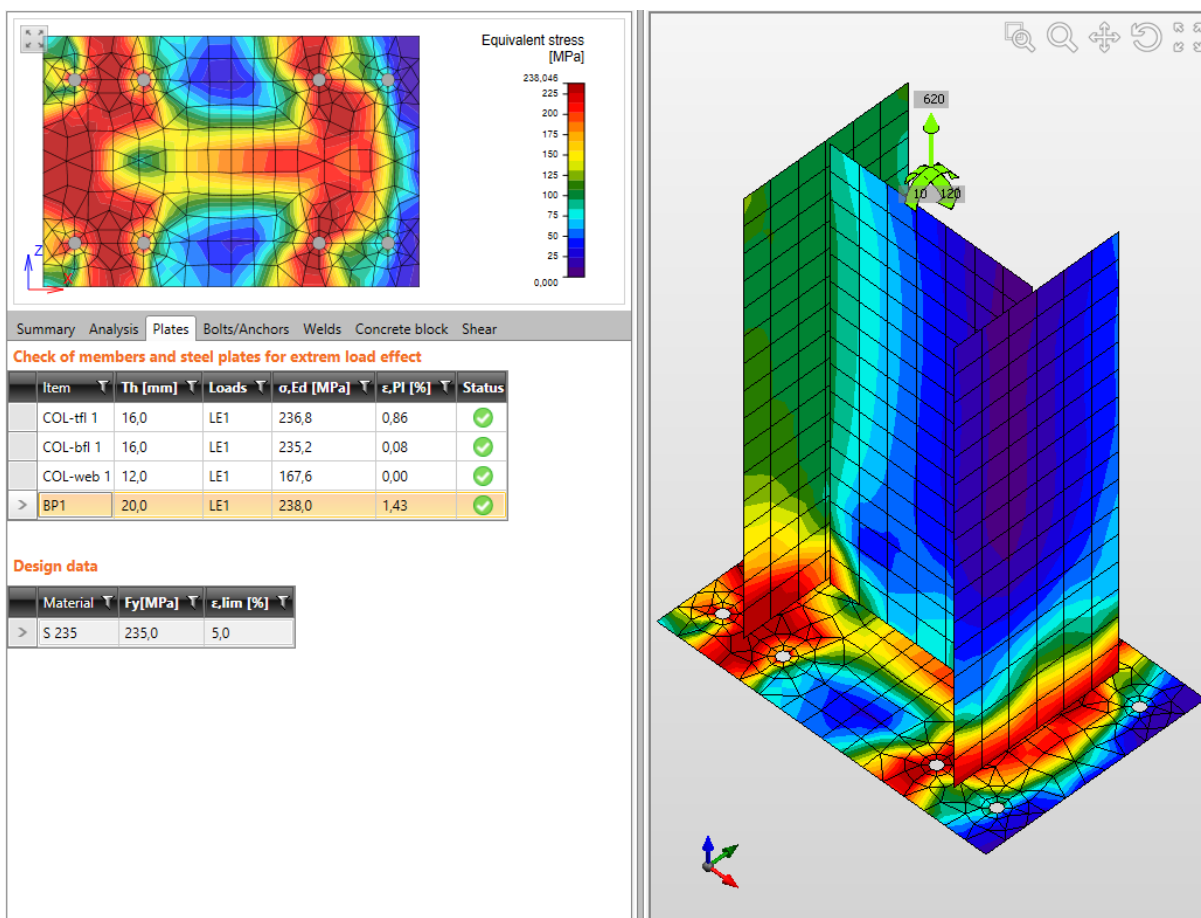 Equivalent stress
[MPa]
238,046
225
200
175
150
125
100
75
50
25
0,000
Z
Y
Summary Analysis Plates Bolts/Anchors Welds Concrete block Shear
Check of members and steel plates for extrem load effect
Item Th [mm] Loads σ,Ed [MPa] ε,Pl [%] Status
COL-tfl 1 16,0 LE1 236,8 0,86
COL-bfl 1 16,0 LE1 235,2 0,08
COL-web 1 12,0 LE1 167,6 0,00
> BP1 20,0 LE1 238,0 1,43
Design data
Material Fy[MPa] ε,lim [%]
> S 235 235,0 5,0
620
10 120